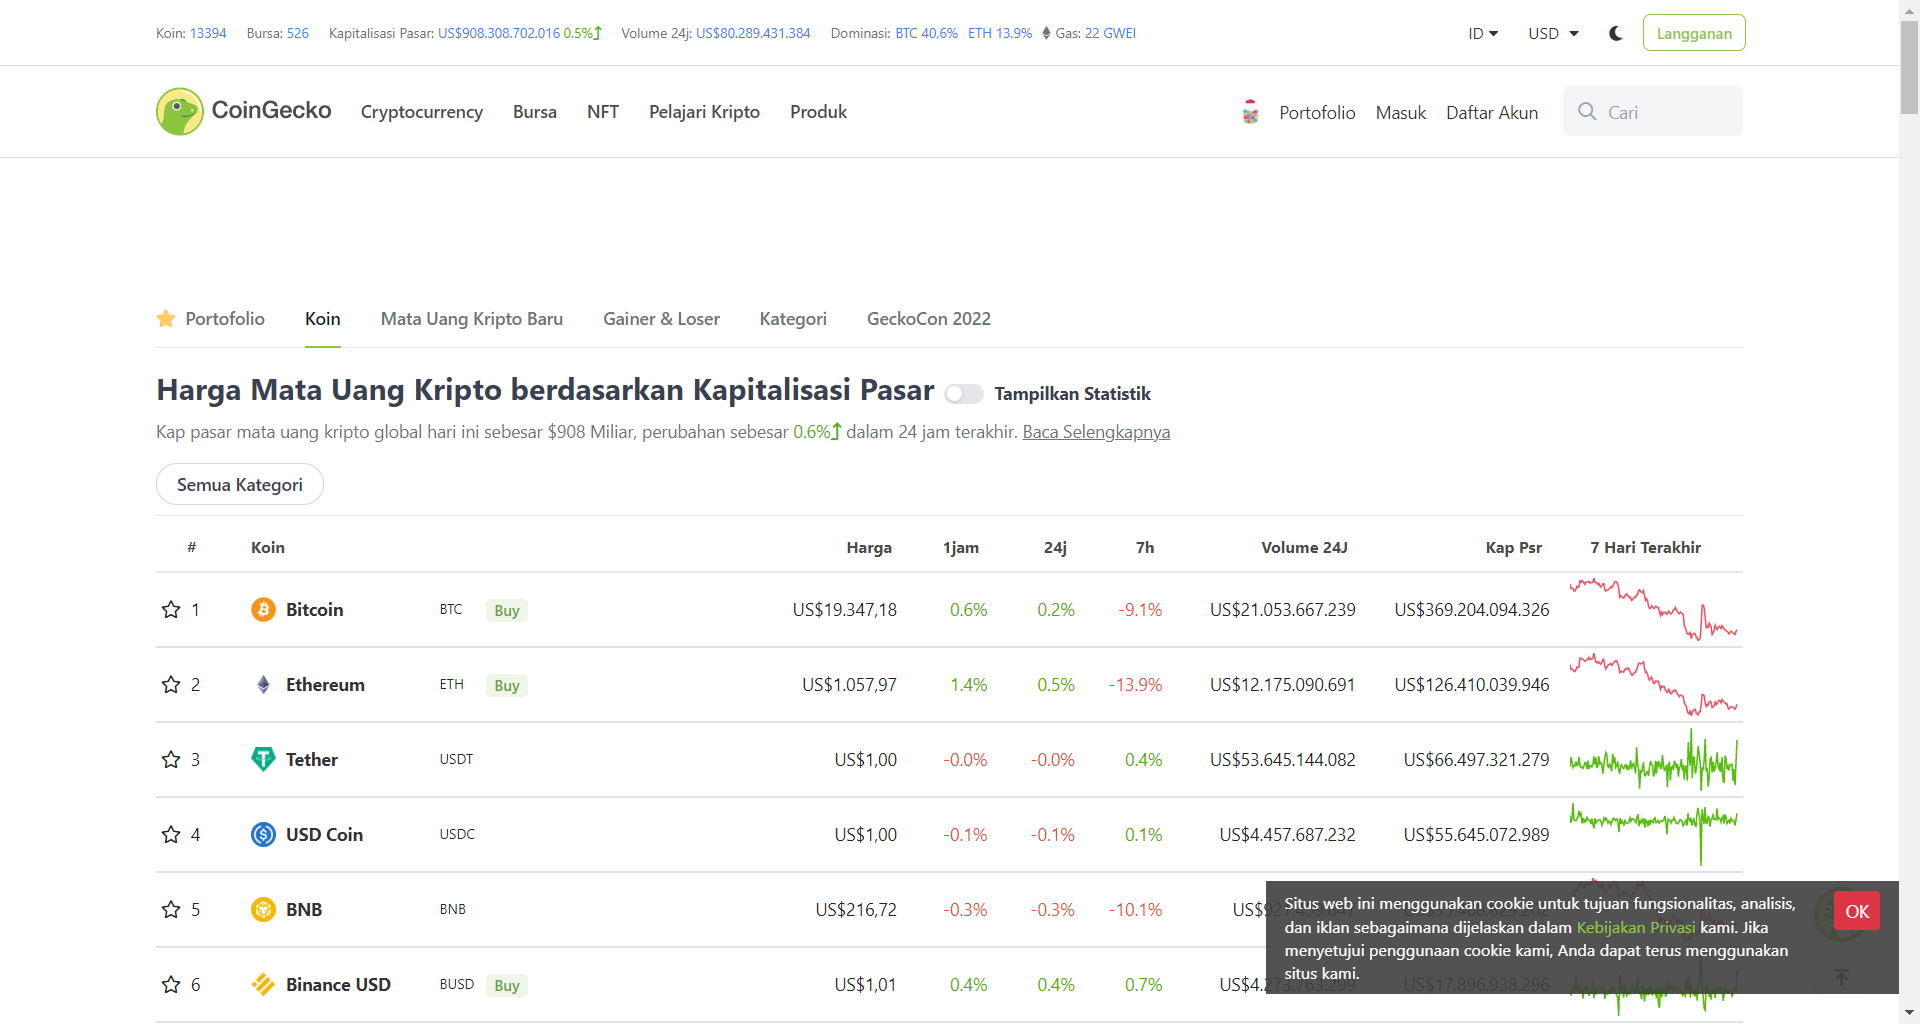 Koin: 13394 Bursa: 526 Kapitalisasi Pasar: US$908.308.702.016 0.5% Volume 24j: US$80.289.431.384 Dominasi: BTC 40,6% ETH 13,9% Gas: 22 GWEI ID USD Langganan
CoinGecko Cryptocurrency Bursa NFT Pelajari Kripto Produk Portofolio Masuk Daftar Akun Cari
Portofolio Koin Mata Uang Kripto Baru Gainer & Loser Kategori GeckoCon 2022
Harga Mata Uang Kripto berdasarkan Kapitalisasi Pasar Tampilkan Statistik
Kap pasar mata uang kripto global hari ini sebesar $908 Miliar, perubahan sebesar 0.6% dalam 24 jam terakhir. Baca Selengkapnya
Semua Kategori
# Koin Harga 1jam 24j 7h Volume 24J Kap Psr 7 Hari Terakhir
1 Bitcoin BTC Buy US$19.347,18 0.6% 0.2% -9.1% US$21.053.667.239 US$369.204.094.326
2 Ethereum ETH Buy US$1.057,97 1.4% 0.5% -13.9% US$12.175.090.691 US$126.410.039.946
3 Tether USDT US$1,00 -0.0% -0.0% 0.4% US$53.645.144.082 US$66.497.321.279
4 USD Coin USDC US$1,00 -0.1% -0.1% 0.1% US$4.457.687.232 US$55.645.072.989
5 BNB BNB US$216,72 -0.3% -0.3% -10.1%
6 Binance USD BUSD Buy US$1,01 0.4% 0.4% 0.7% US$4.273.763.299 US$17.896.938.296
Situs web ini menggunakan cookie untuk tujuan fungsionalitas, analisis,
dan iklan sebagaimana dijelaskan dalam Kebijakan Privasi kami. Jika
menyetujui penggunaan cookie kami, Anda dapat terus menggunakan
situs kami.
OK